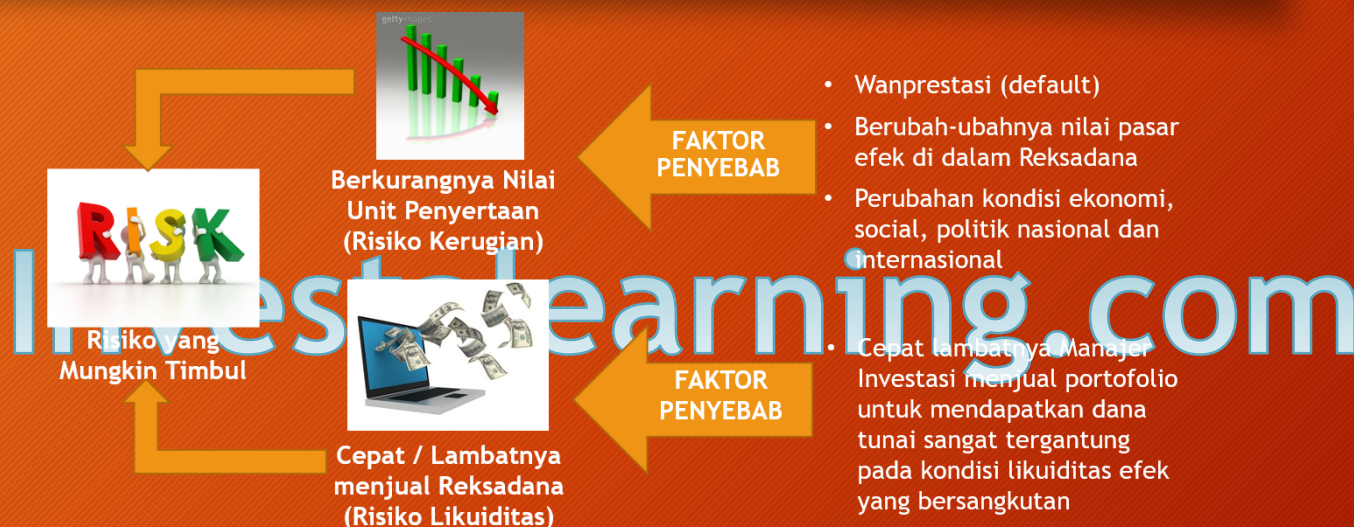 gettyimages®
Berkurangnya Nilai
Unit Penyertaan
(Risiko Kerugian)
FAKTOR
PENYEBAB
• Wanprestasi (default)
• Berubah-ubahnya nilai pasar
efek di dalam Reksadana
• Perubahan kondisi ekonomi,
social, politik nasional dan
internasional
RISK
Risiko yang
Mungkin Timbul
Investolearning.com
Cepat / Lambatnya
menjual Reksadana
(Risiko Likuiditas)
FAKTOR
PENYEBAB
• Cepat lambatnya Manajer
Investasi menjual portofolio
untuk mendapatkan dana
tunai sangat tergantung
pada kondisi likuiditas efek
yang bersangkutan